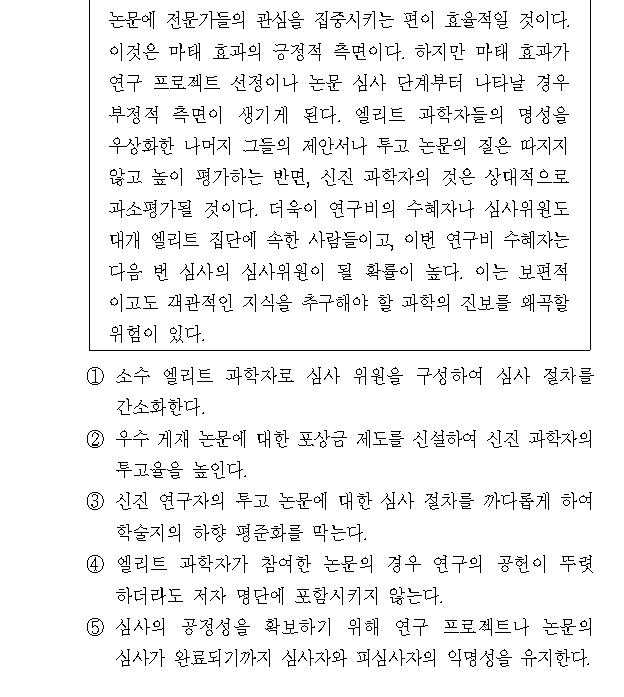 논문에 전문가들의 관심을 집중시키는 편이 효율적일 것이다.
이것은 마태 효과의 긍정적 측면이다. 하지만 마태 효과가
연구 프로젝트 선정이나 논문 심사 단계부터 나타날 경우
부정적 측면이 생기게 된다. 엘리트 과학자들의 명성을
우상화한 나머지 그들의 제안서나 투고 논문의 질은 따지지
않고 높이 평가하는 반면, 신진 과학자의 것은 상대적으로
과소평가될 것이다. 더욱이 연구비의 수혜자나 심사위원도
대개 엘리트 집단에 속한 사람들이고, 이번 연구비 수혜자는
다음 번 심사의 심사위원이 될 확률이 높다. 이는 보편적
이고도 객관적인 지식을 추구해야 할 과학의 진보를 왜곡할
위험이 있다.
① 소수 엘리트 과학자로 심사 위원을 구성하여 심사 절차를
간소화한다.
② 우수 게재 논문에 대한 포상금 제도를 신설하여 신진 과학자의
투고율을 높인다.
③ 신진 연구자의 투고 논문에 대한 심사 절차를 까다롭게 하여
학술지의 하향 평준화를 막는다.
④ 엘리트 과학자가 참여한 논문의 경우 연구의 공헌이 뚜렷
하더라도 저자 명단에 포함시키지 않는다.
⑤ 심사의 공정성을 확보하기 위해 연구 프로젝트나 논문의
심사가 완료되기까지 심사자와 피심사자의 익명성을 유지한다.